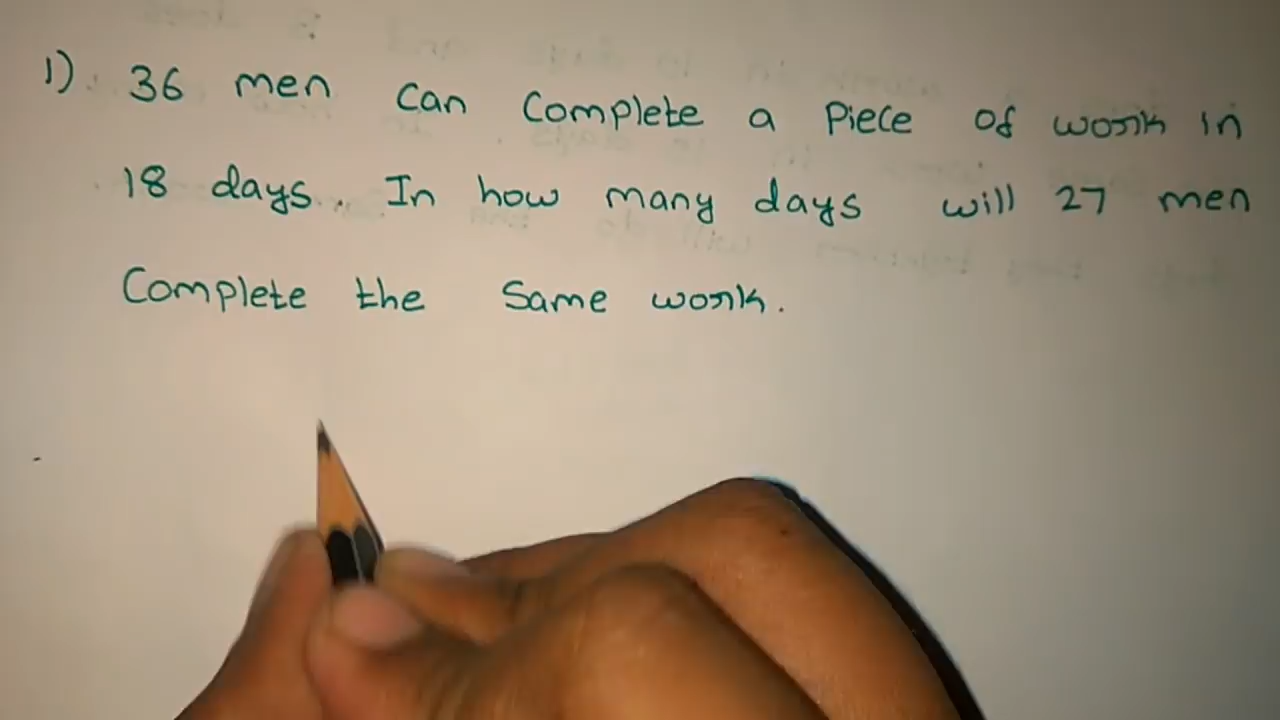 1) 36 men can complete a piece of work in
18 days. In how many days will 27 men
Complete the Same work.